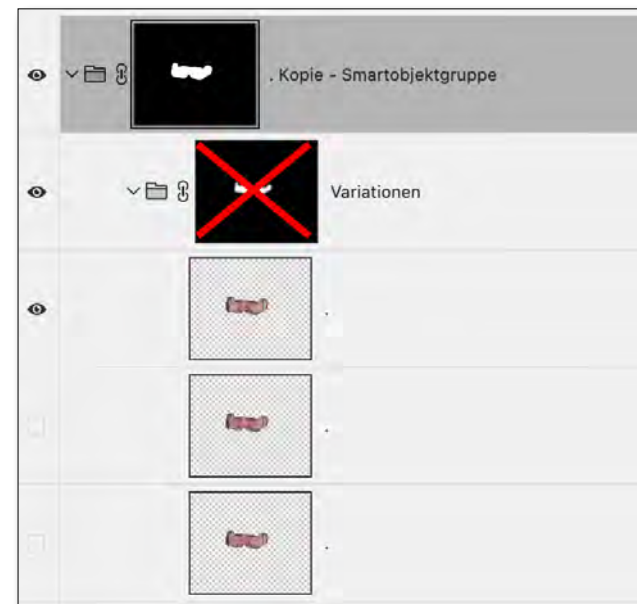 . Kopie - Smartobjektgruppe
Variationen
.
.
.